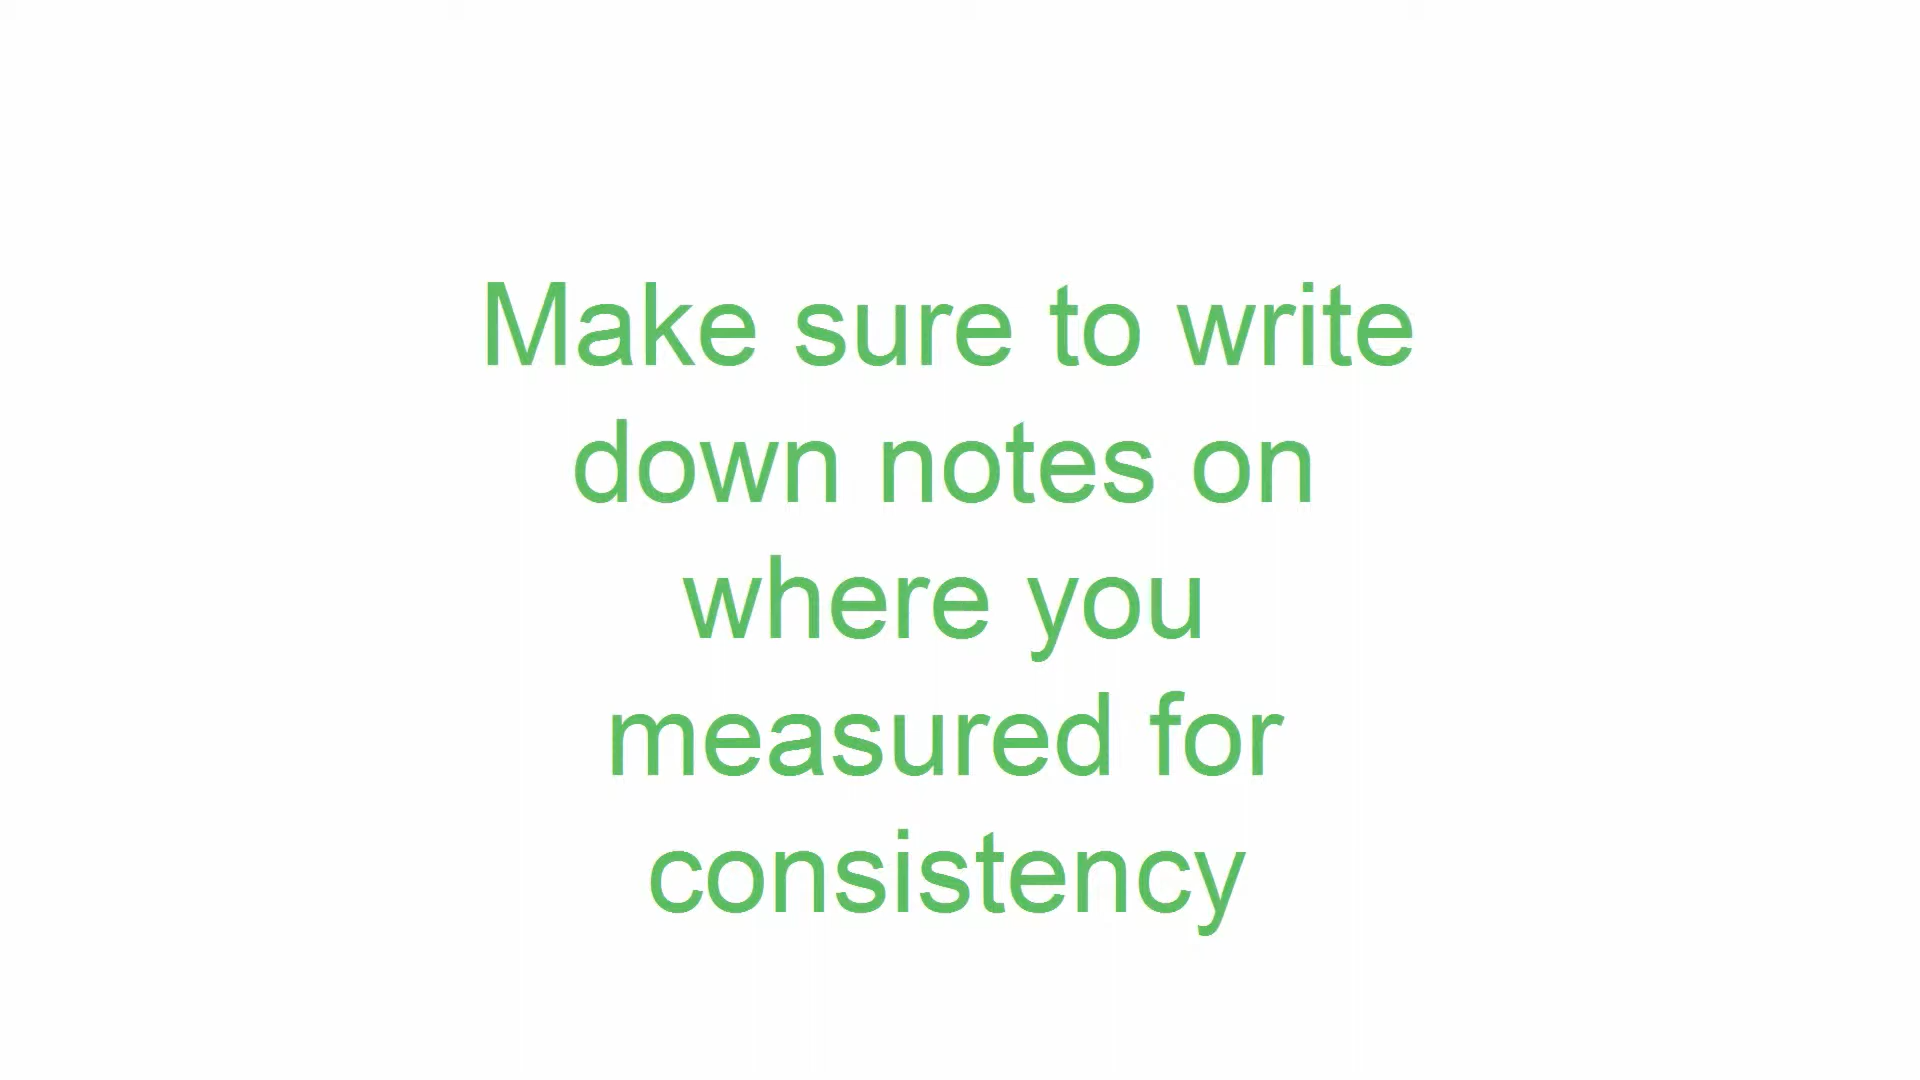 Make sure to write
down notes on
where you
measured for
consistency